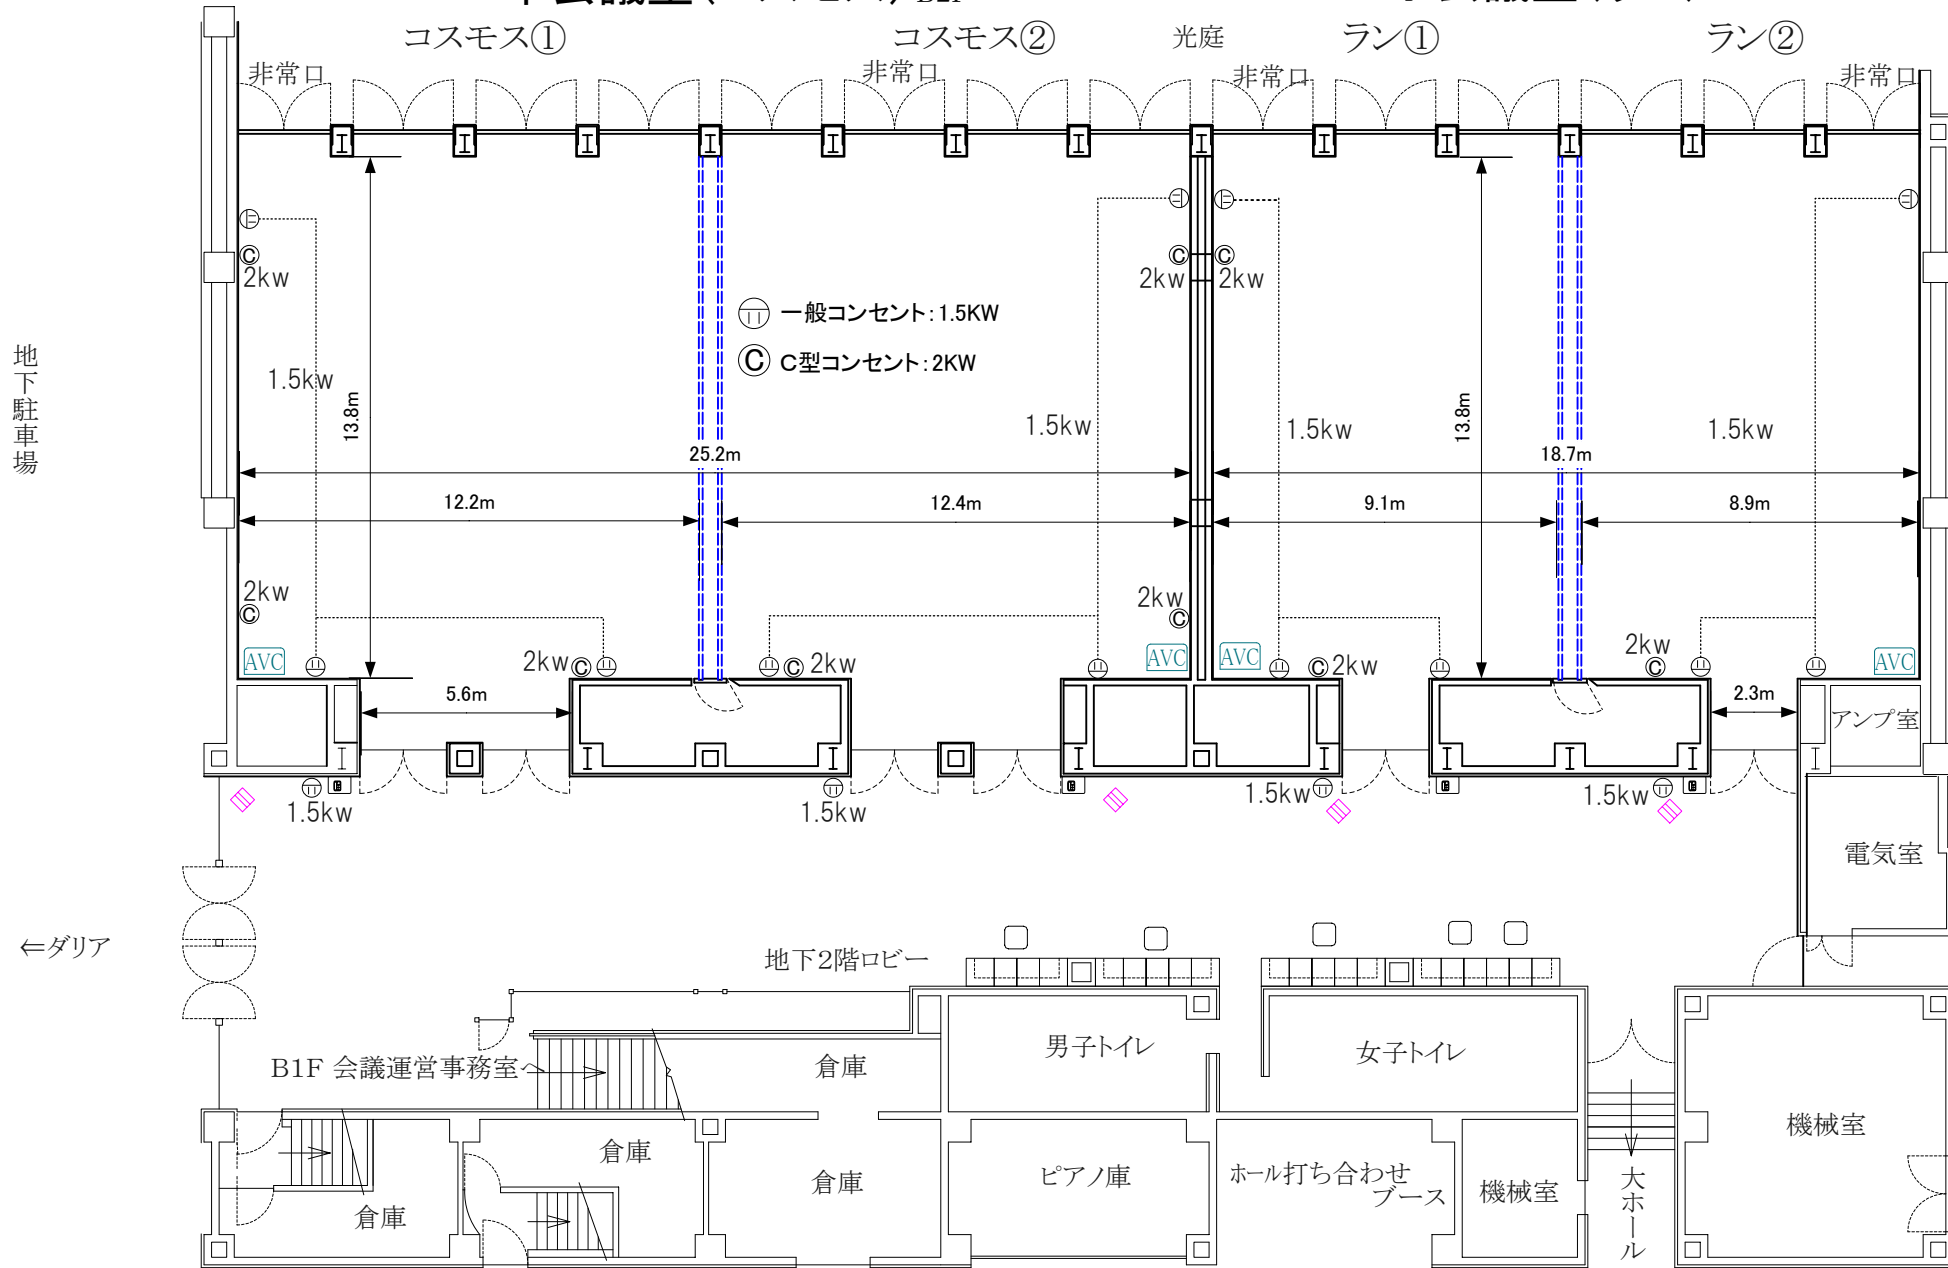 B2F
コスモス①
コスモス②
光庭
ラン①
ラン②
非常口
非常口
非常口
非常口
2kw
2kw
2kw
一般コンセント:1.5KW
C C型コンセント:2KW
地下駐車場
1.5kw
13.8m
1.5kw
1.5kw
13.8m
1.5kw
25.2m
18.7m
12.2m
12.4m
9.1m
8.9m
2kw
2kw
AVC
2kw
2kw
AVC
AVC
2kw
2kw
AVC
5.6m
2.3m
アンプ室
1.5kw
1.5kw
1.5kw
1.5kw
電気室
⇐ダリア
地下2階ロビー
B1F 会議運営事務室
倉庫
男子トイレ
女子トイレ
倉庫
倉庫
倉庫
ピアノ庫
ホール打ち合わせ
ブース
機械室
大ホール
機械室